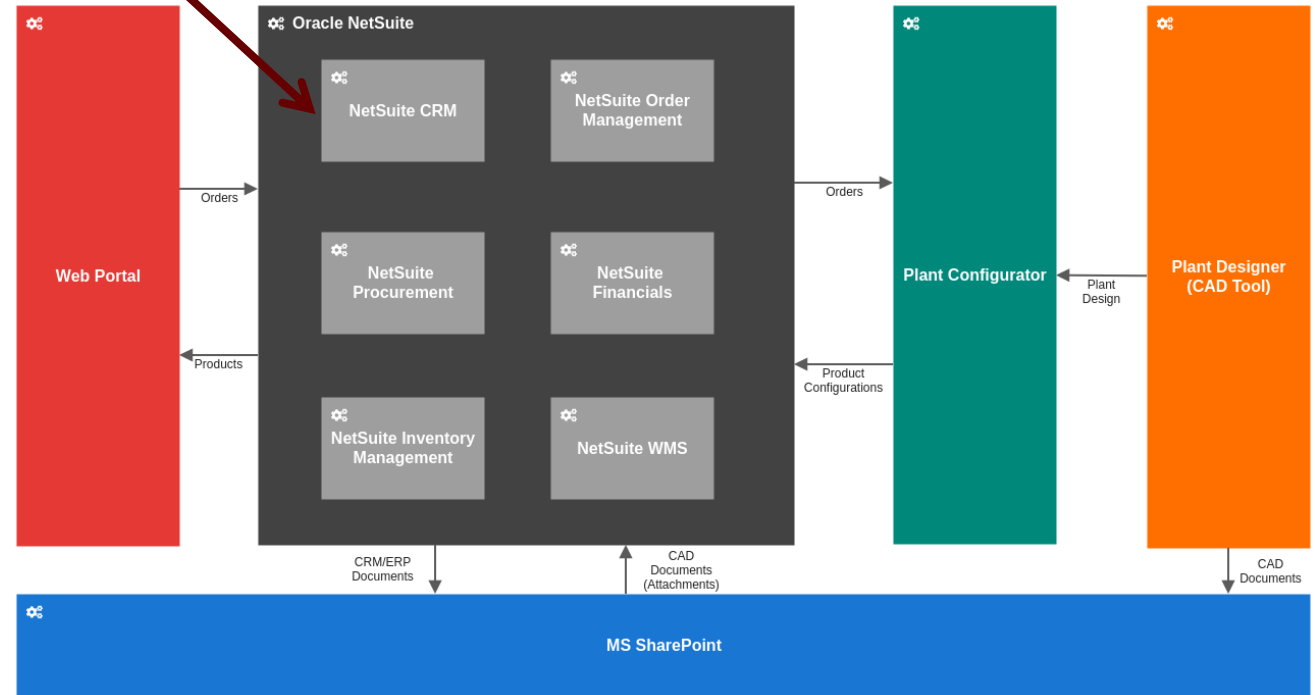 Oracle NetSuite
NetSuite CRM
NetSuite Order
Management
Orders
Orders
NetSuite
Procurement
NetSuite
Financials
Web Portal
Plant Configurator
Plant Designer
(CAD Tool)
Plant
Design
Products
Product
Configurations
NetSuite Inventory
Management
NetSuite WMS
CRM/ERP
Documents
CAD
Documents
(Attachments)
CAD
Documents
MS SharePoint